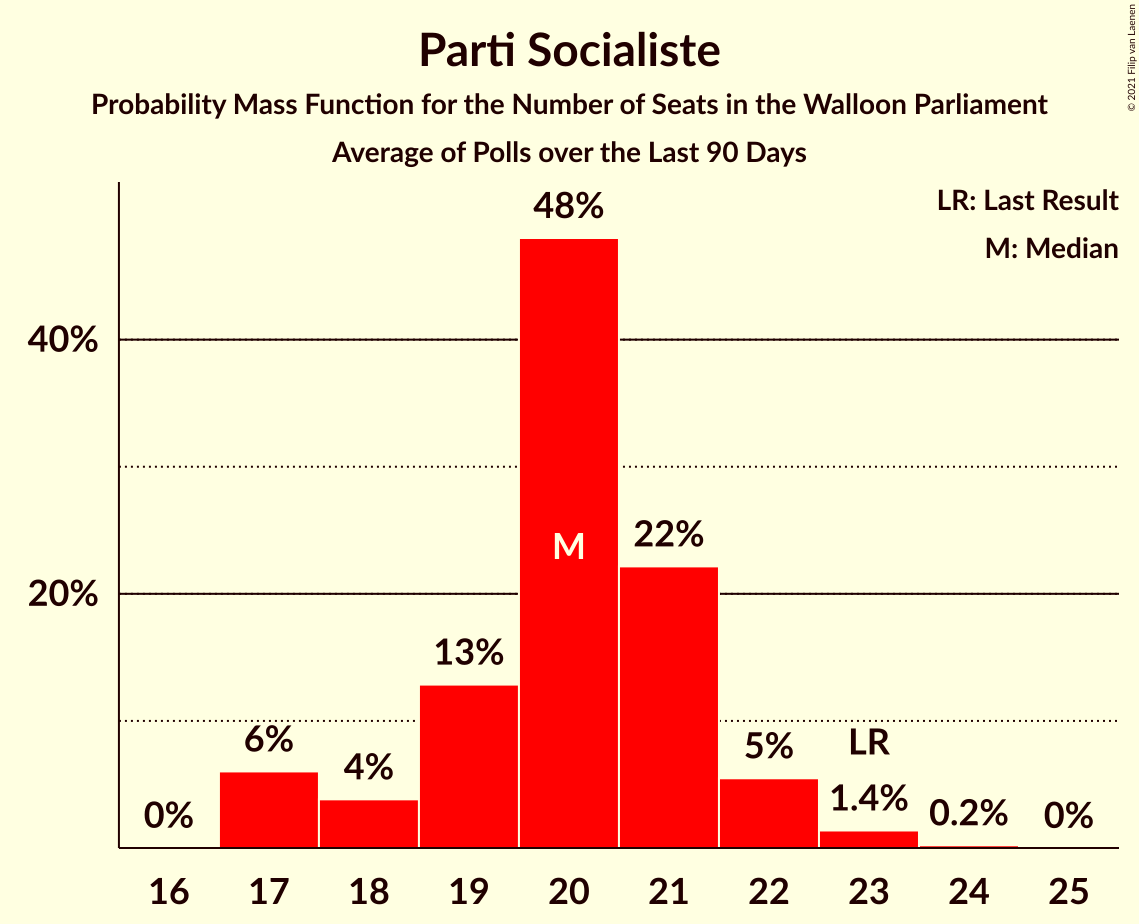 Parti Socialiste
Probability Mass Function for the Number of Seats in the Walloon Parliament
Average of Polls over the Last 90 Days
© 2021 Filip van Laenen
LR: Last Result
M: Median
40%
20%
0%
6%
4%
13%
48%
M
22%
5%
LR
1.4%
0.2%
0%
16 17 18 19 20 21 22 23 24 25